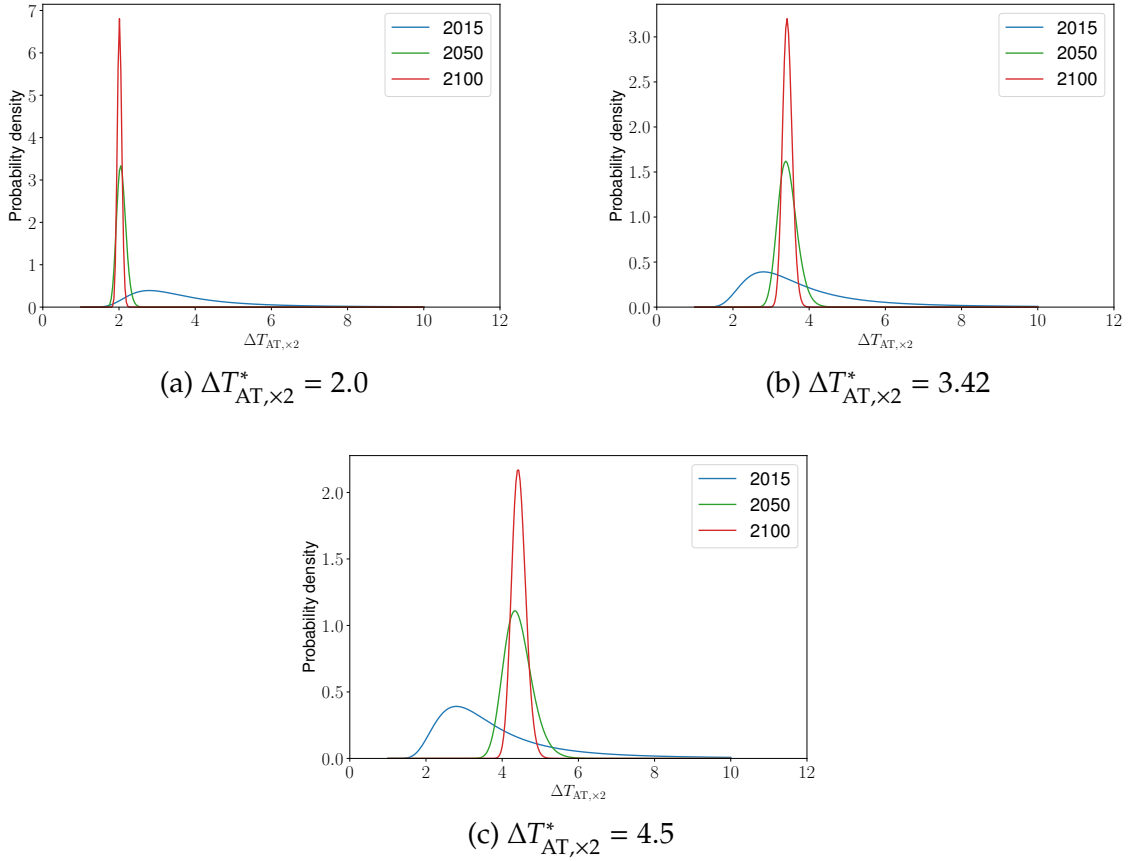 7
6
5
4
3
2
1
0
Probability density
0 2 4 6 8 10 12
ΔT_AT,×2
2015
2050
2100
(a) ΔT*_AT,×2 = 2.0
3.0
2.5
2.0
1.5
1.0
0.5
0.0
Probability density
0 2 4 6 8 10 12
ΔT_AT,×2
2015
2050
2100
(b) ΔT*_AT,×2 = 3.42
2.0
1.5
1.0
0.5
0.0
Probability density
0 2 4 6 8 10 12
ΔT_AT,×2
2015
2050
2100
(c) ΔT*_AT,×2 = 4.5